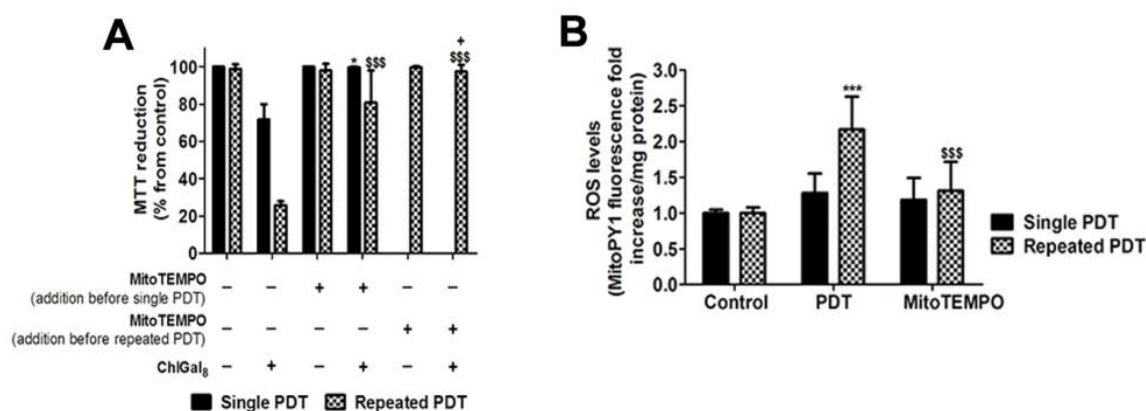 A
MTT reduction
(% from control)
100
80
60
40
20
0
* $$$
+
$$$
MitoTEMPO – – + + – –
(addition before single PDT)
MitoTEMPO – – – – + +
(addition before repeated PDT)
ChlGal8 – + – + – +
Single PDT Repeated PDT
B
ROS levels
(MitoPY1 fluorescence fold
increase/mg protein)
3.0
2.5
2.0
1.5
1.0
0.5
0.0
***
$$$
Control PDT MitoTEMPO
Single PDT
Repeated PDT